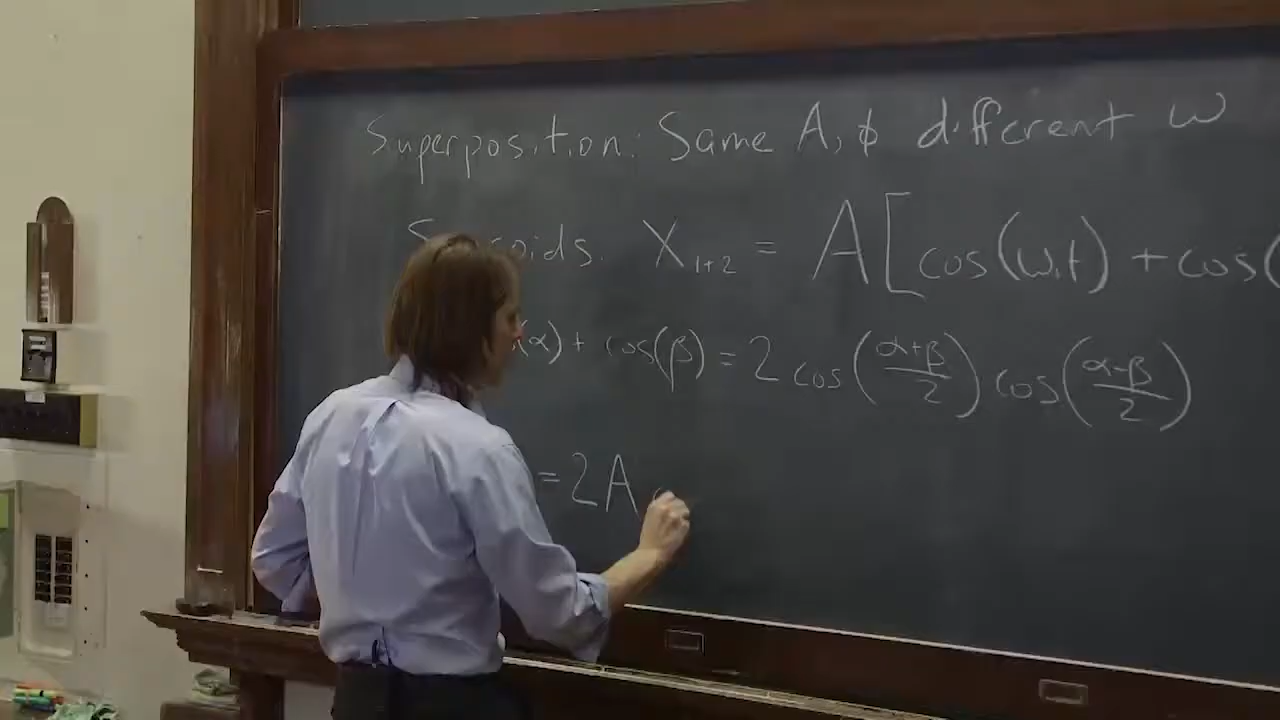 Superposition: Same A, ϕ different ω
X₁₊₂ = A[cos(ω₁t) + cos(
(α) + cos(β) = 2 cos((α+β)/2) cos((α-β)/2)
= 2A